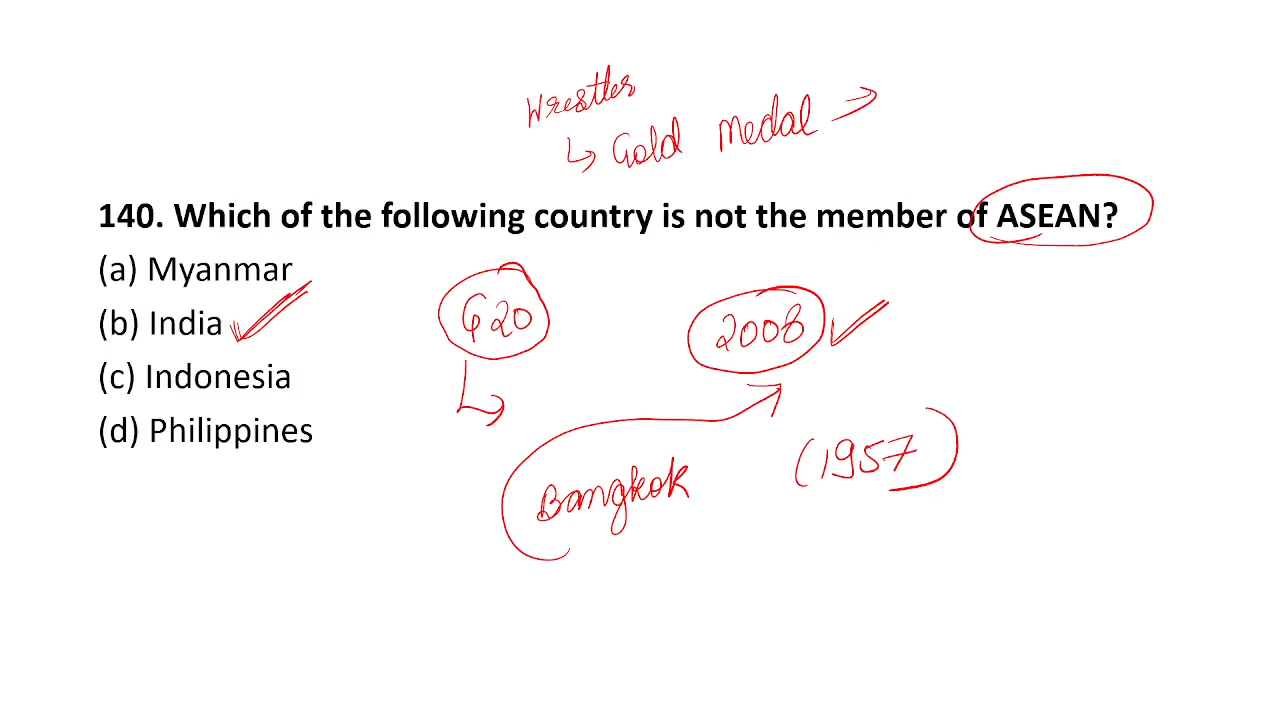 Wrestler
Gold Medal
140. Which of the following country is not the member of ASEAN?
(a) Myanmar
(b) India
(c) Indonesia
(d) Philippines
G20
2008
Bangkok
(1957)